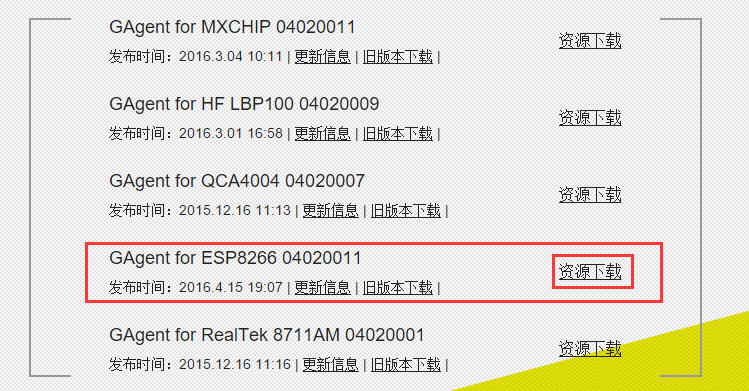 GAgent for MXCHIP 04020011
资源下载
发布时间：2016.3.04 10:11 | 更新信息 | 旧版本下载 |
GAgent for HF LBP100 04020009
资源下载
发布时间：2016.3.01 16:58 | 更新信息 | 旧版本下载 |
GAgent for QCA4004 04020007
资源下载
发布时间：2015.12.16 11:13 | 更新信息 | 旧版本下载 |
GAgent for ESP8266 04020011
资源下载
发布时间：2016.4.15 19:07 | 更新信息 | 旧版本下载 |
GAgent for RealTek 8711AM 04020001
资源下载
发布时间：2015.12.16 11:16 | 更新信息 | 旧版本下载 |